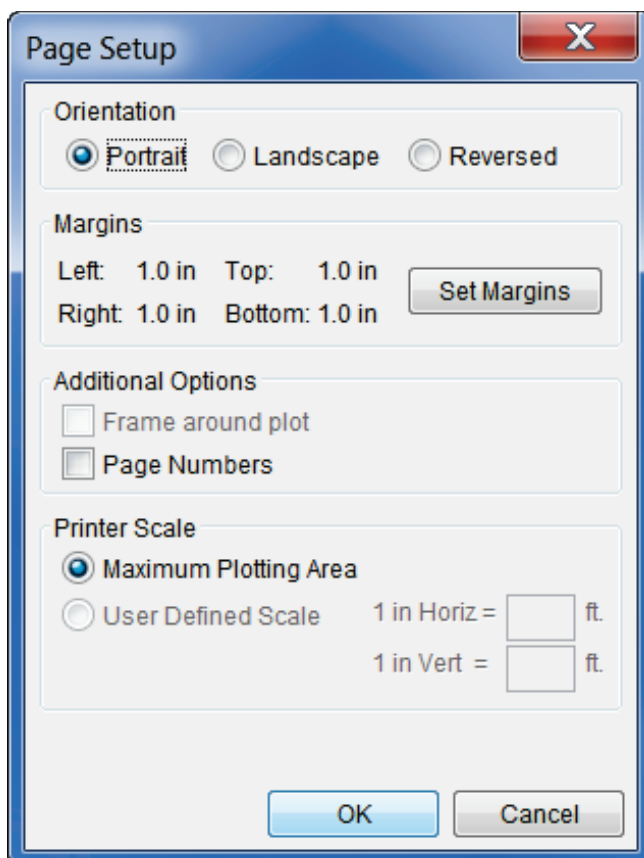 Page Setup
Orientation
Portrait Landscape Reversed
Margins
Left: 1.0 in Top: 1.0 in
Right: 1.0 in Bottom: 1.0 in
Set Margins
Additional Options
Frame around plot
Page Numbers
Printer Scale
Maximum Plotting Area
User Defined Scale 1 in Horiz = ft.
1 in Vert = ft.
OK Cancel